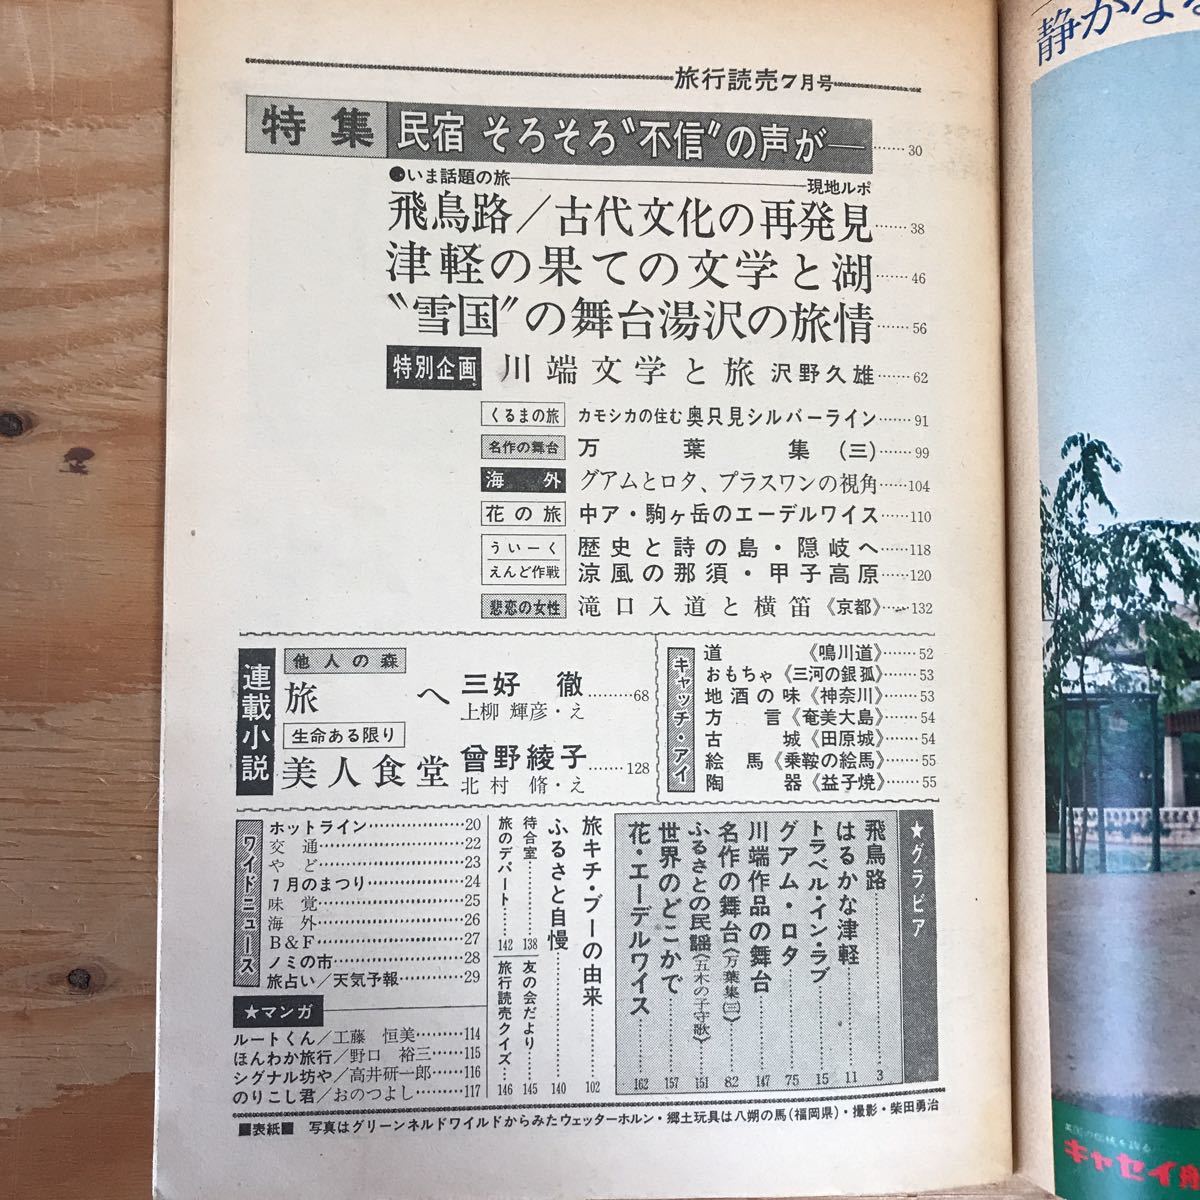 旅行読売7月号
特集 民宿 そろそろ“不信”の声が―……30
●いま話題の旅―現地ルポ
飛鳥路/古代文化の再発見……38
津軽の果ての文学と湖……46
“雪国”の舞台湯沢の旅情……56
特別企画 川端文学と旅 沢野久雄……62
くるまの旅 カモシカの住む奥只見シルバーライン……91
名作の舞台 万葉集(三)……99
海外 グアムとロタ、プラスワンの視角……104
花の旅 中ア・駒ヶ岳のエーデルワイス……110
ういーく 歴史と詩の島・隠岐へ……118
えんど作戦 涼風の那須・甲子高原……120
悲恋の女性 滝口入道と横笛《京都》……132
連載小説
他人の森
旅へ 三好徹……68
上柳輝彦・え
生命ある限り
美人食堂 曾野綾子……128
北村脩・え
キャッチ・アイ
道《鳴川道》……52
おもちゃ《三河の銀狐》……53
地酒の味《神奈川》……53
方言《奄美大島》……54
古城《田原城》……54
絵馬《乗鞍の絵馬》……55
陶器《益子焼》……55
ワイドニュース
ホットライン……20
交通……22
やど……23
7月のまつり……24
味覚……25
海外……26
B&F……27
ノミの市……28
旅占い/天気予報……29
★マンガ
ルートくん/工藤恒美……114
ほんわか旅行/野口裕三……115
シグナル坊や/高井研一郎……116
のりこし君/おのつよし……117
旅キチ・ブーの由来……102
ふるさと自慢……140
待合室……138
友の会だより……145
旅のデパート……142
旅行読売クイズ……146
★グラビア
飛鳥路……3
はるかな津軽……11
トラベル・イン・ラブ……15
グアム・ロタ……75
川端作品の舞台……147
名作の舞台(万葉集(三))……82
ふるさとの民謡(五木の子守歌)……151
世界のどこかで……157
花・エーデルワイス……162
■表紙■ 写真はグリーンネルドワイルドからみたウェッターホルン・郷土玩具は八朔の馬(福岡県)・撮影・柴田勇治
静かなる
英国の伝統を誇る
キャセイ航